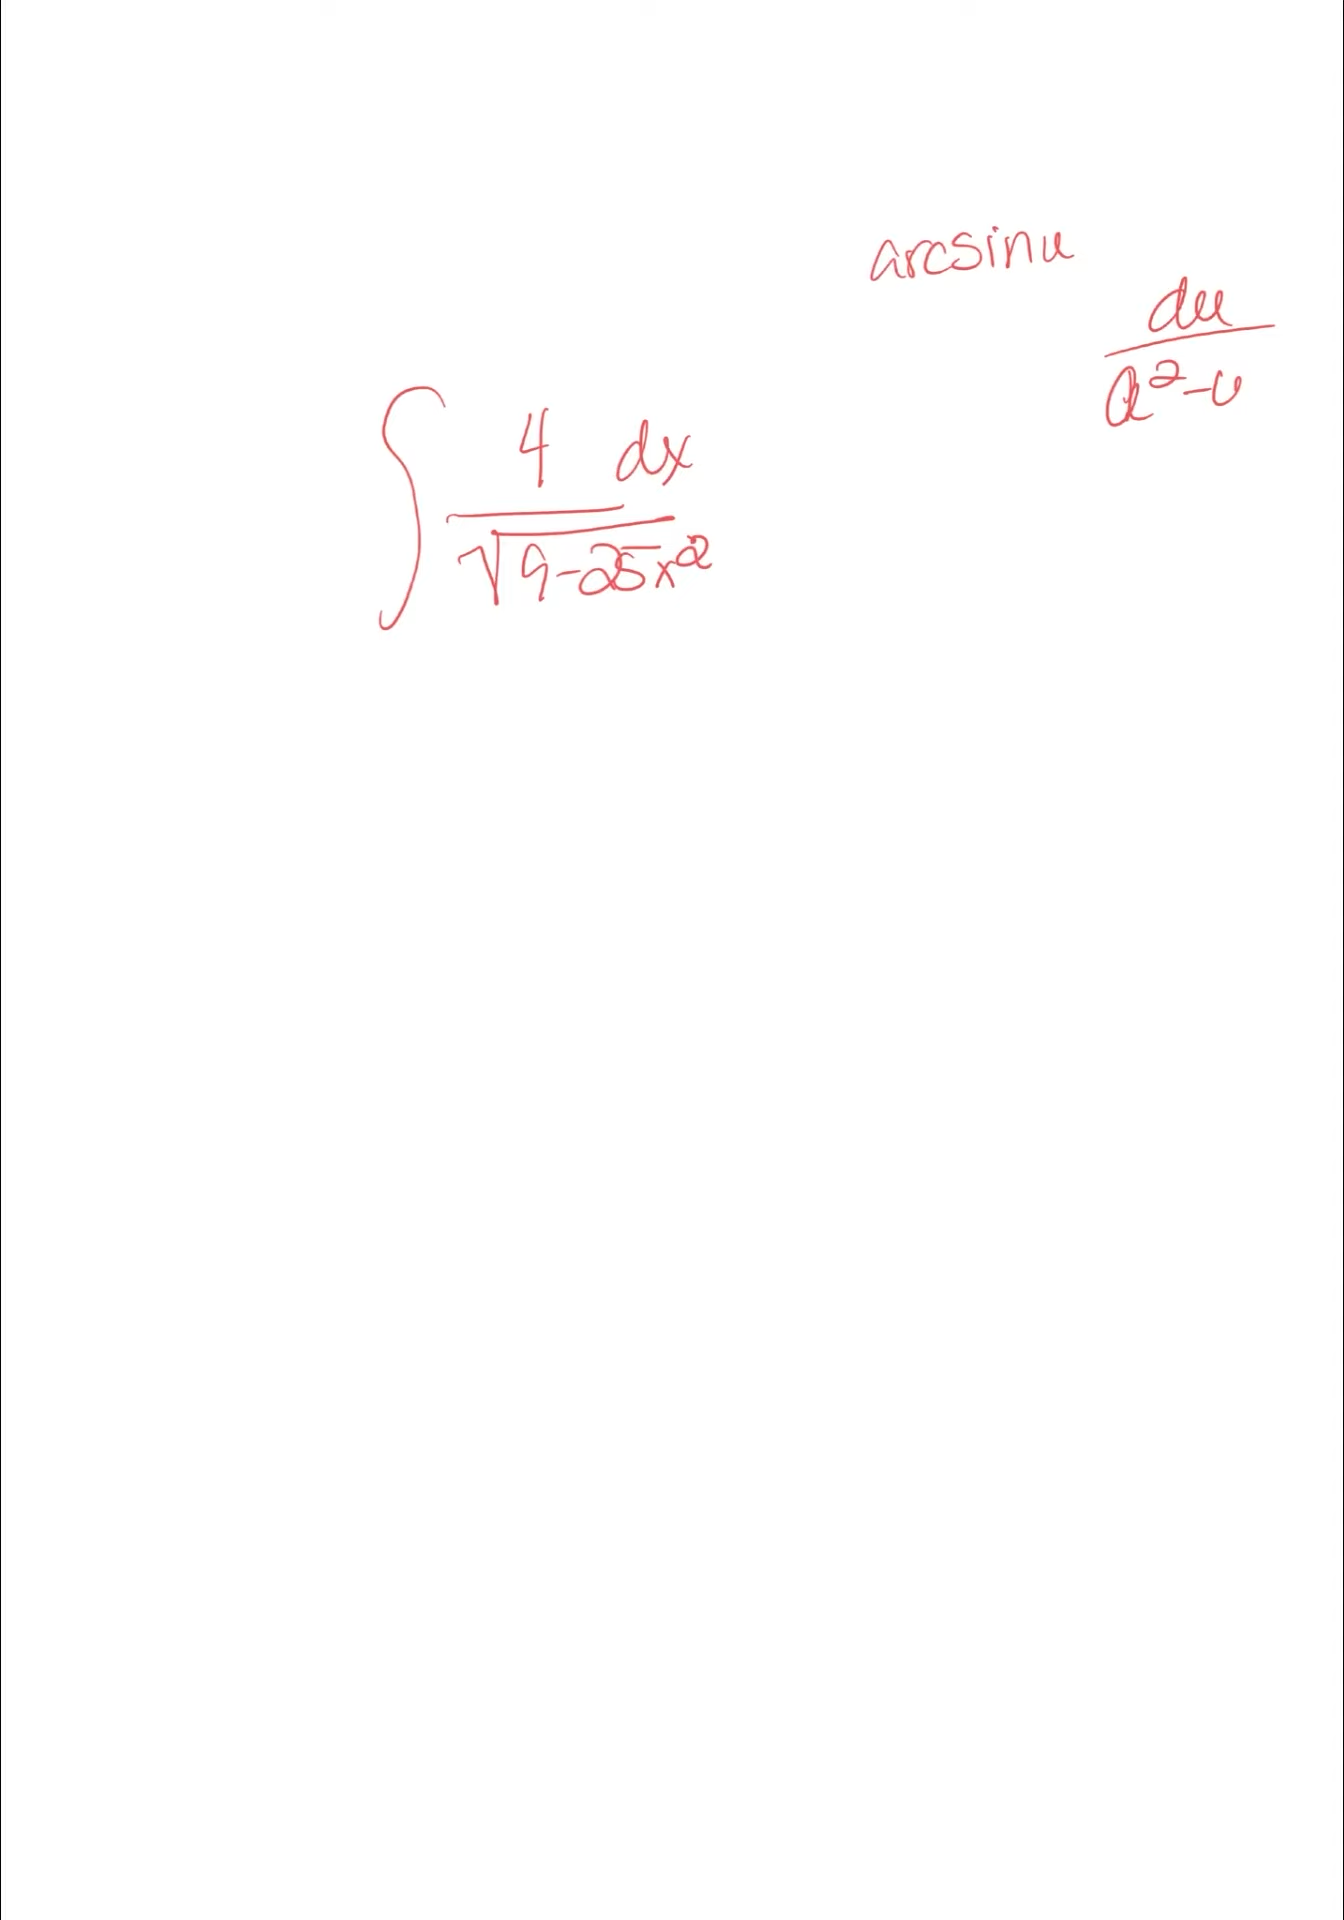 arcsinu
du
a²-u
∫ 4 dx
√9-25x²